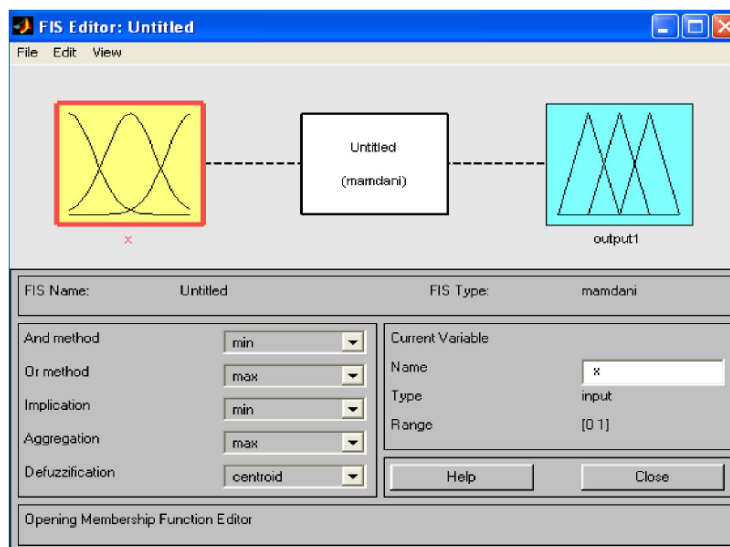 FIS Editor: Untitled
File Edit View
Untitled
(mamdani)
x
output1
FIS Name: Untitled FIS Type: mamdani
And method min
Or method max
Implication min
Aggregation max
Defuzzification centroid
Current Variable
Name x
Type input
Range [0 1]
Help Close
Opening Membership Function Editor